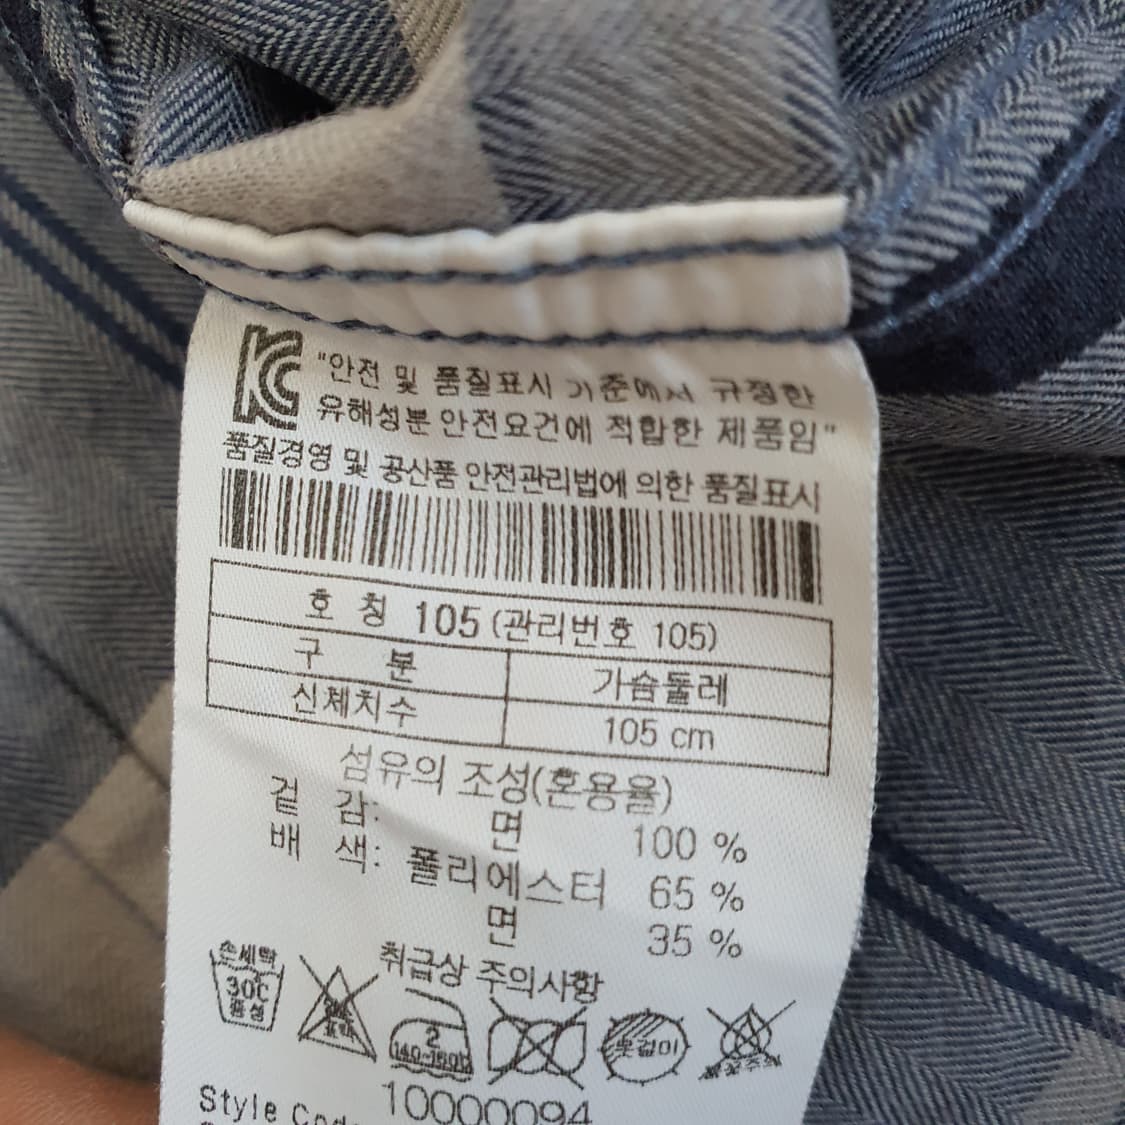 KC "안전 및 품질표시 기준에서 규정한
유해성분 안전요건에 적합한 제품임"
품질경영 및 공산품 안전관리법에 의한 품질표시
호 칭 105 (관리번호 105)
구 분 가슴둘레
신체치수 105 cm
섬유의 조성(혼용율)
겉 감: 면 100 %
배 색: 폴리에스터 65 %
면 35 %
취급상 주의사항
손세탁
30C
중성
2
140~160℃
옷걸이
Style Code
10000094